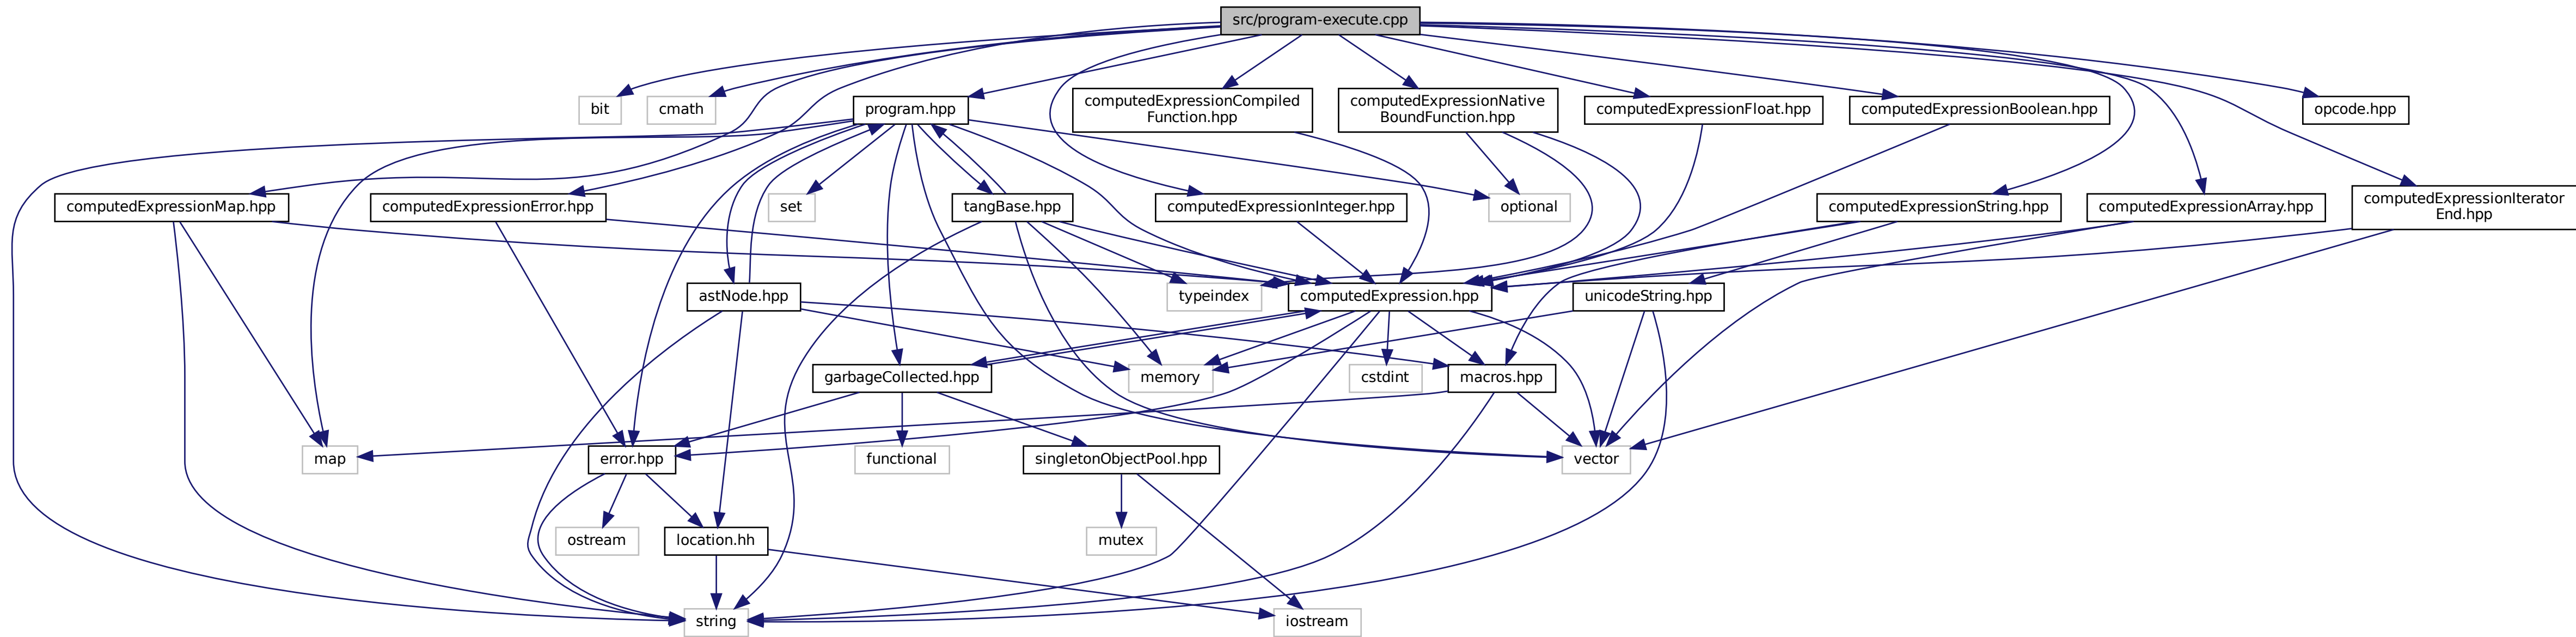 src/program-execute.cpp
bit
cmath
program.hpp
computedExpressionCompiled
Function.hpp
computedExpressionNative
BoundFunction.hpp
computedExpressionFloat.hpp
computedExpressionBoolean.hpp
opcode.hpp
computedExpressionMap.hpp
computedExpressionError.hpp
set
tangBase.hpp
computedExpressionInteger.hpp
optional
computedExpressionString.hpp
computedExpressionArray.hpp
computedExpressionIterator
End.hpp
astNode.hpp
typeindex
computedExpression.hpp
unicodeString.hpp
garbageCollected.hpp
memory
cstdint
macros.hpp
map
error.hpp
functional
singletonObjectPool.hpp
vector
ostream
location.hh
mutex
string
iostream